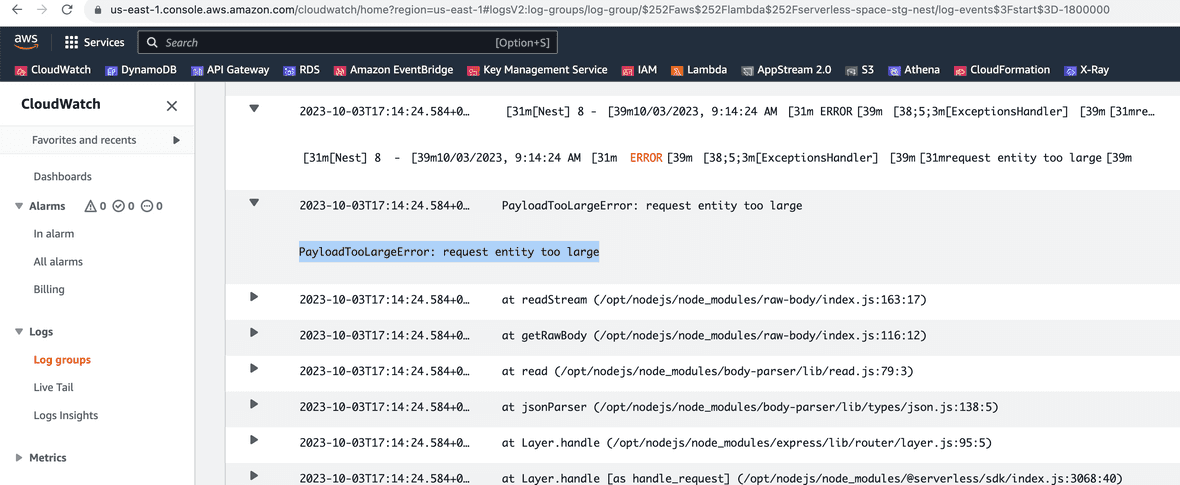 us-east-1.console.aws.amazon.com/cloudwatch/home?region=us-east-1#logsV2:log-groups/log-group/$252Faws$252Flambda$252Fserverless-space-stg-nest/log-events$3Fstart$3D-1800000
aws Services Search [Option+S]
CloudWatch DynamoDB API Gateway RDS Amazon EventBridge Key Management Service IAM Lambda AppStream 2.0 S3 Athena CloudFormation X-Ray
CloudWatch
Favorites and recents
Dashboards
Alarms 0 0 0
In alarm
All alarms
Billing
Logs
Log groups
Live Tail
Logs Insights
Metrics
2023-10-03T17:14:24.584+0… [31m[Nest] 8 - [39m10/03/2023, 9:14:24 AM [31m ERROR [39m [38;5;3m[ExceptionsHandler] [39m [31mre…
[31m[Nest] 8 - [39m10/03/2023, 9:14:24 AM [31m ERROR [39m [38;5;3m[ExceptionsHandler] [39m [31mrequest entity too large [39m
2023-10-03T17:14:24.584+0… PayloadTooLargeError: request entity too large
PayloadTooLargeError: request entity too large
2023-10-03T17:14:24.584+0… at readStream (/opt/nodejs/node_modules/raw-body/index.js:163:17)
2023-10-03T17:14:24.584+0… at getRawBody (/opt/nodejs/node_modules/raw-body/index.js:116:12)
2023-10-03T17:14:24.584+0… at read (/opt/nodejs/node_modules/body-parser/lib/read.js:79:3)
2023-10-03T17:14:24.584+0… at jsonParser (/opt/nodejs/node_modules/body-parser/lib/types/json.js:138:5)
2023-10-03T17:14:24.584+0… at Layer.handle (/opt/nodejs/node_modules/express/lib/router/layer.js:95:5)
2023-10-03T17:14:24.584+0… at Layer.handle [as handle_request] (/opt/nodejs/node_modules/@serverless/sdk/index.js:3068:40)